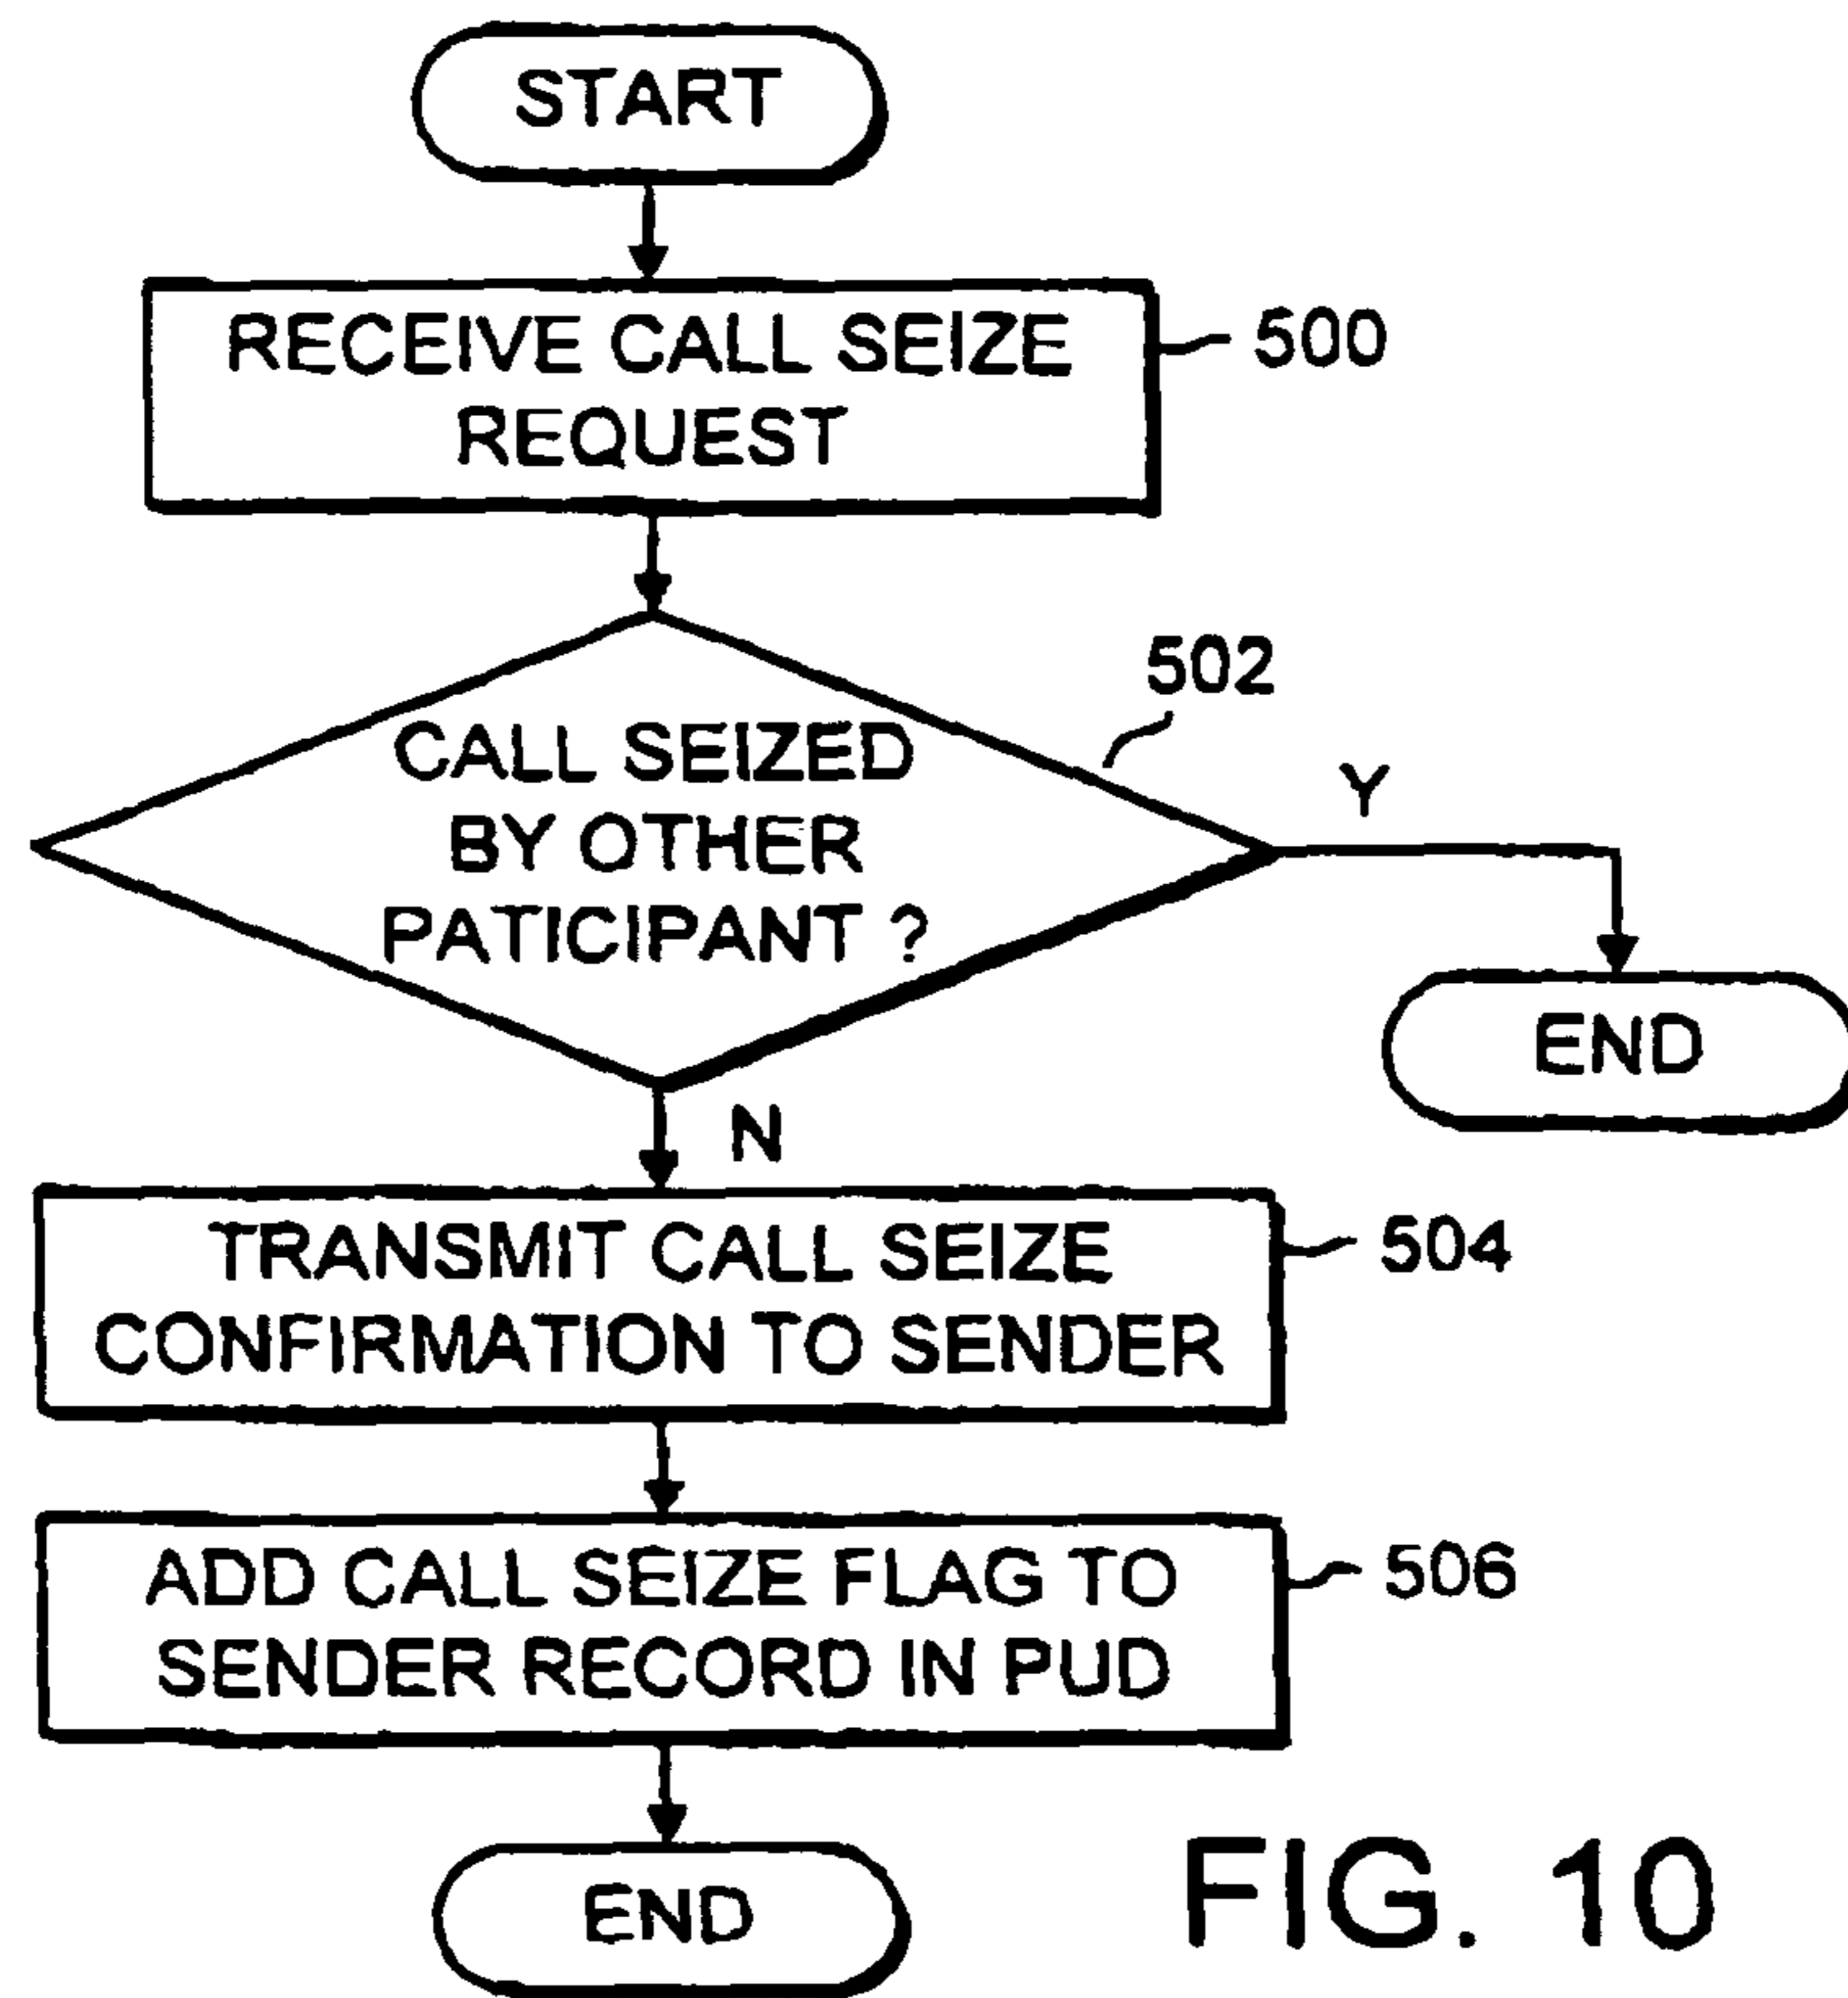 START
RECEIVE CALL SEIZE
REQUEST
500
502
CALL SEIZED
BY OTHER
PATICIPANT ?
Y
END
N
TRANSMIT CALL SEIZE
CONFIRMATION TO SENDER
504
ADD CALL SEIZE FLAG TO
SENDER RECORD IN PUD
506
END
FIG. 10